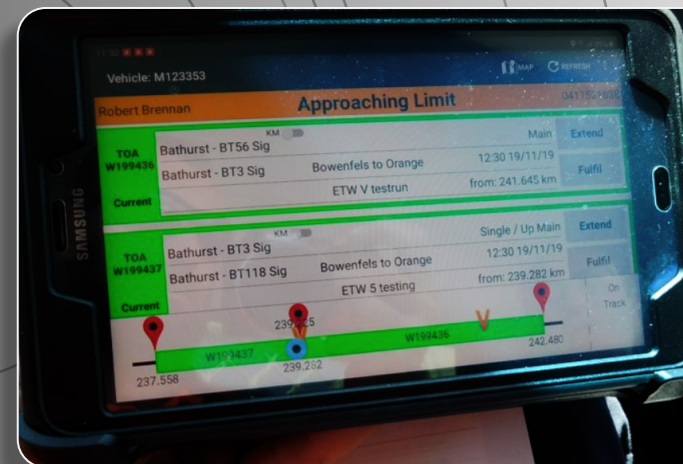 Vehicle: M123353
MAP
REFRESH
Robert Brennan
Approaching Limit
TOA
W199436
Current
KM
Bathurst - BT56 Sig
Main
Bathurst - BT3 Sig
Bowenfels to Orange
12:30 19/11/19
ETW V testrun
from: 241.645 km
Extend
Fulfil
TOA
W199437
Current
KM
Bathurst - BT3 Sig
Single / Up Main
Bathurst - BT118 Sig
Bowenfels to Orange
12:30 19/11/19
ETW 5 testing
from: 239.282 km
Extend
Fulfil
On
Track
W199437
W199436
V
237.558
239.282
242.480
SAMSUNG